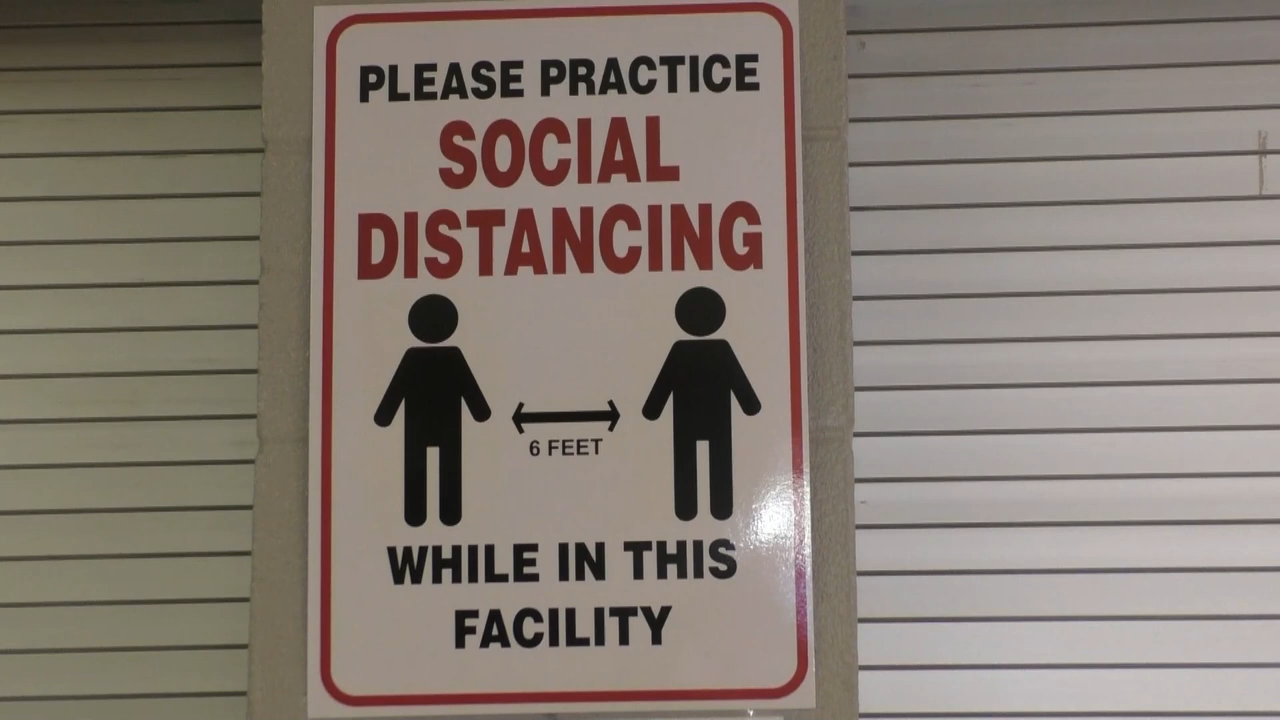 PLEASE PRACTICE
SOCIAL
DISTANCING
6 FEET
WHILE IN THIS
FACILITY